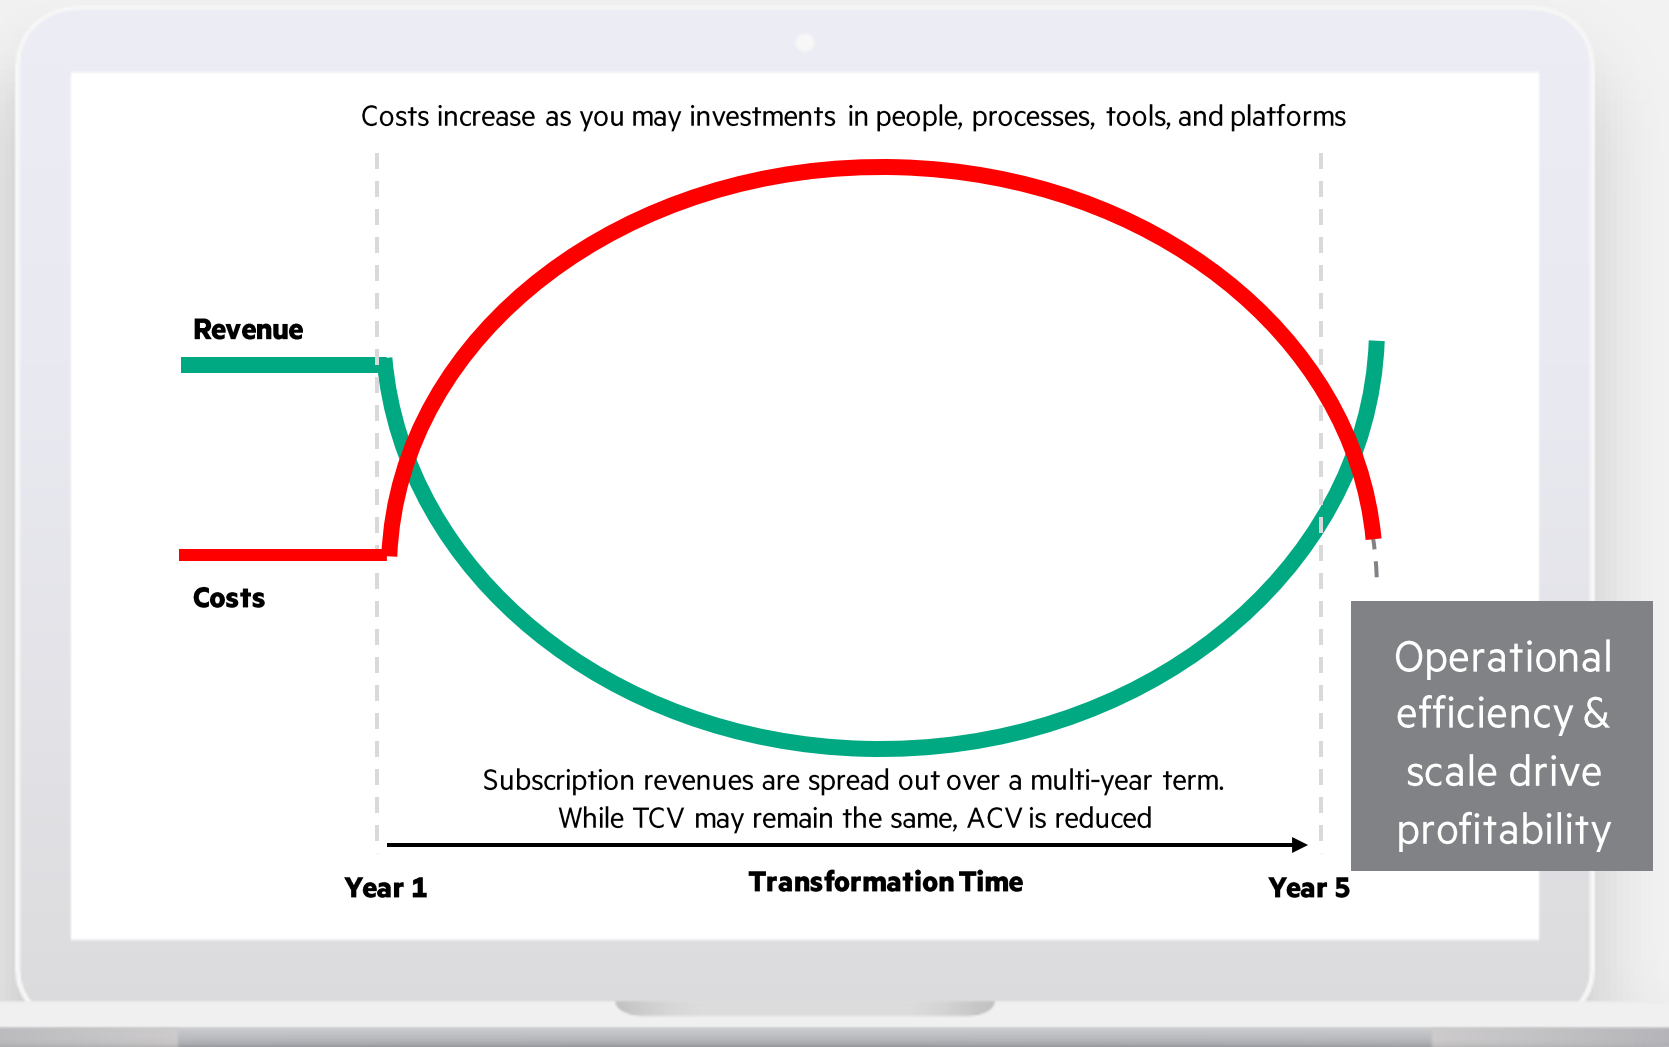 Costs increase as you may investments in people, processes, tools, and platforms
Revenue
Costs
Subscription revenues are spread out over a multi-year term.
While TCV may remain the same, ACV is reduced
Year 1
Transformation Time
Year 5
Operational
efficiency &
scale drive
profitability